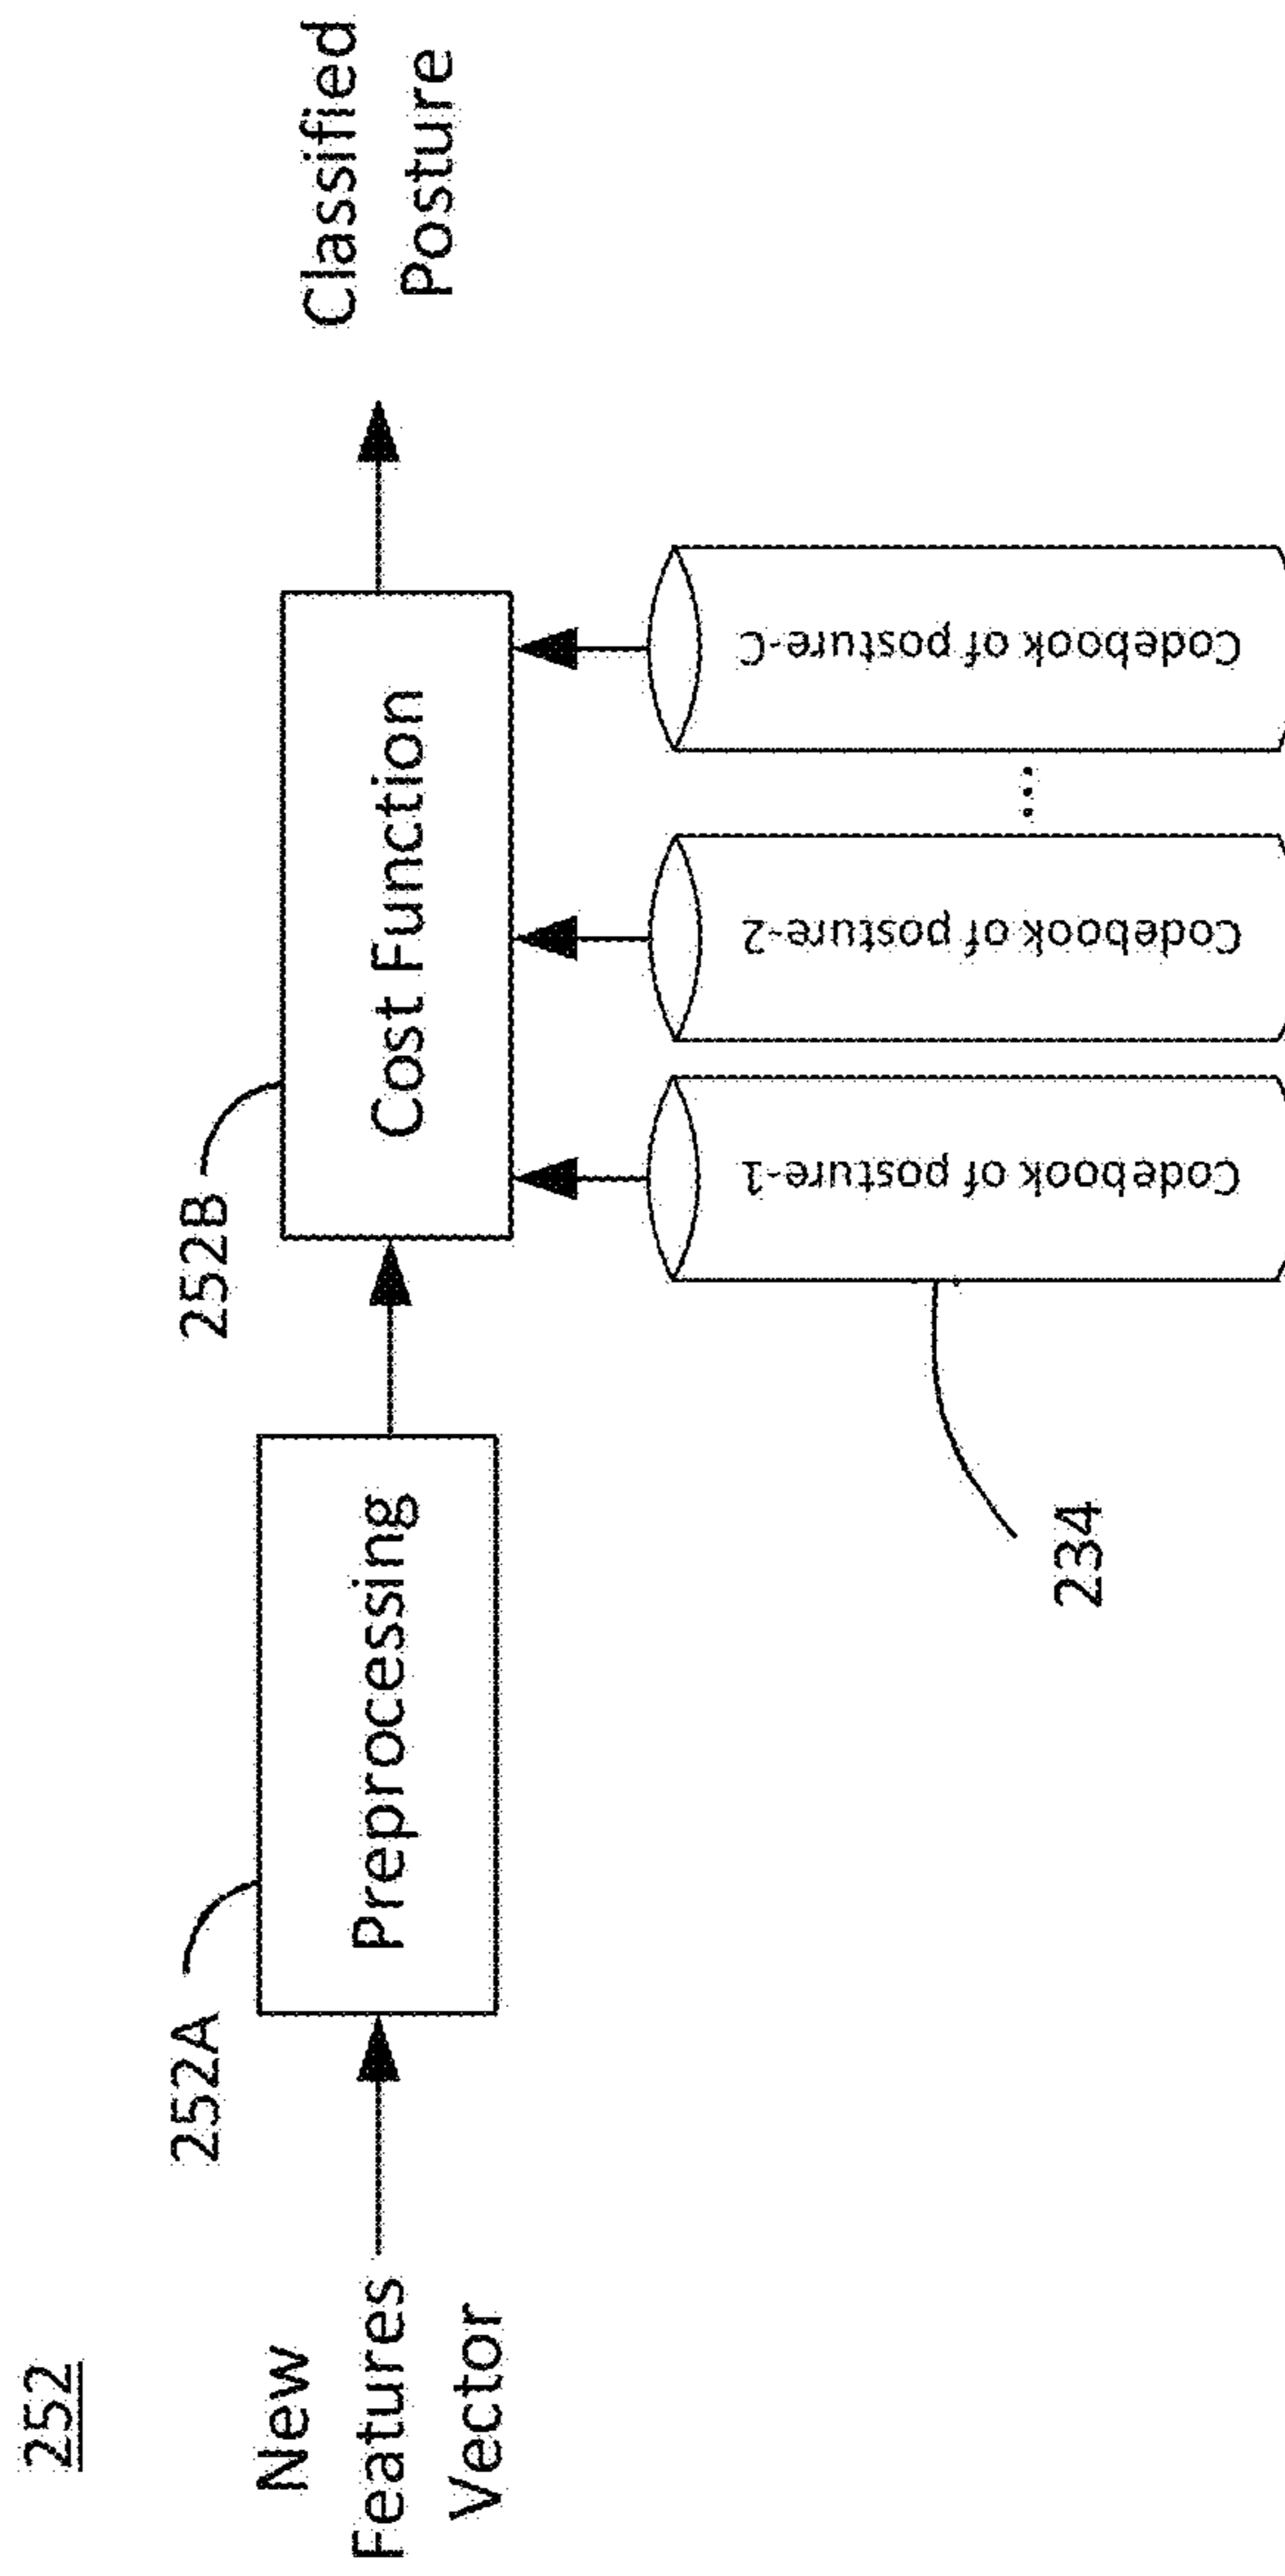 252
252A
252B
New
Features
Vector
Preprocessing
Cost Function
Classified
Posture
234
Codebook of posture-1
Codebook of posture-2
...
Codebook of posture-C